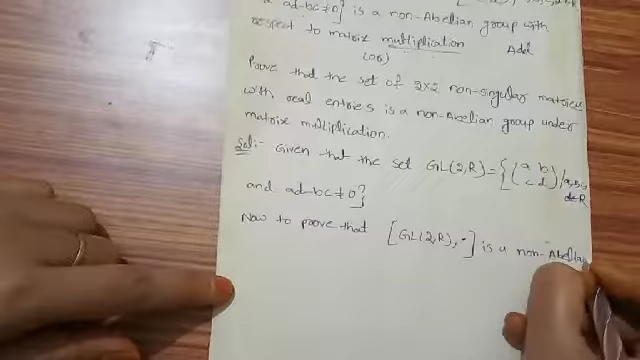 ad-bc≠0} is a non-Abelian group with
respect to matrix multiplication Add
(OR)
Prove that the set of 2×2 non-singular matrices
with real entries is a non-Abelian group under
matrix multiplication.
Sol:- Given that the set GL(2,R)={(a b
c d)/a,b,c,
d∈R
and ad-bc≠0}
Now to prove that [GL(2,R),·] is a non-Abelian